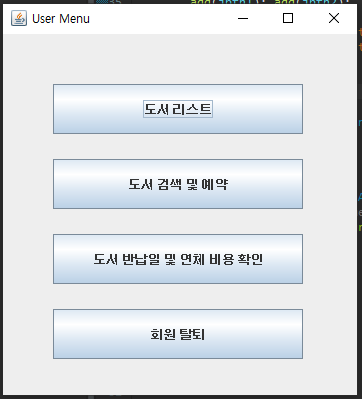 User Menu
도서 리스트
도서 검색 및 예약
도서 반납일 및 연체 비용 확인
회원 탈퇴